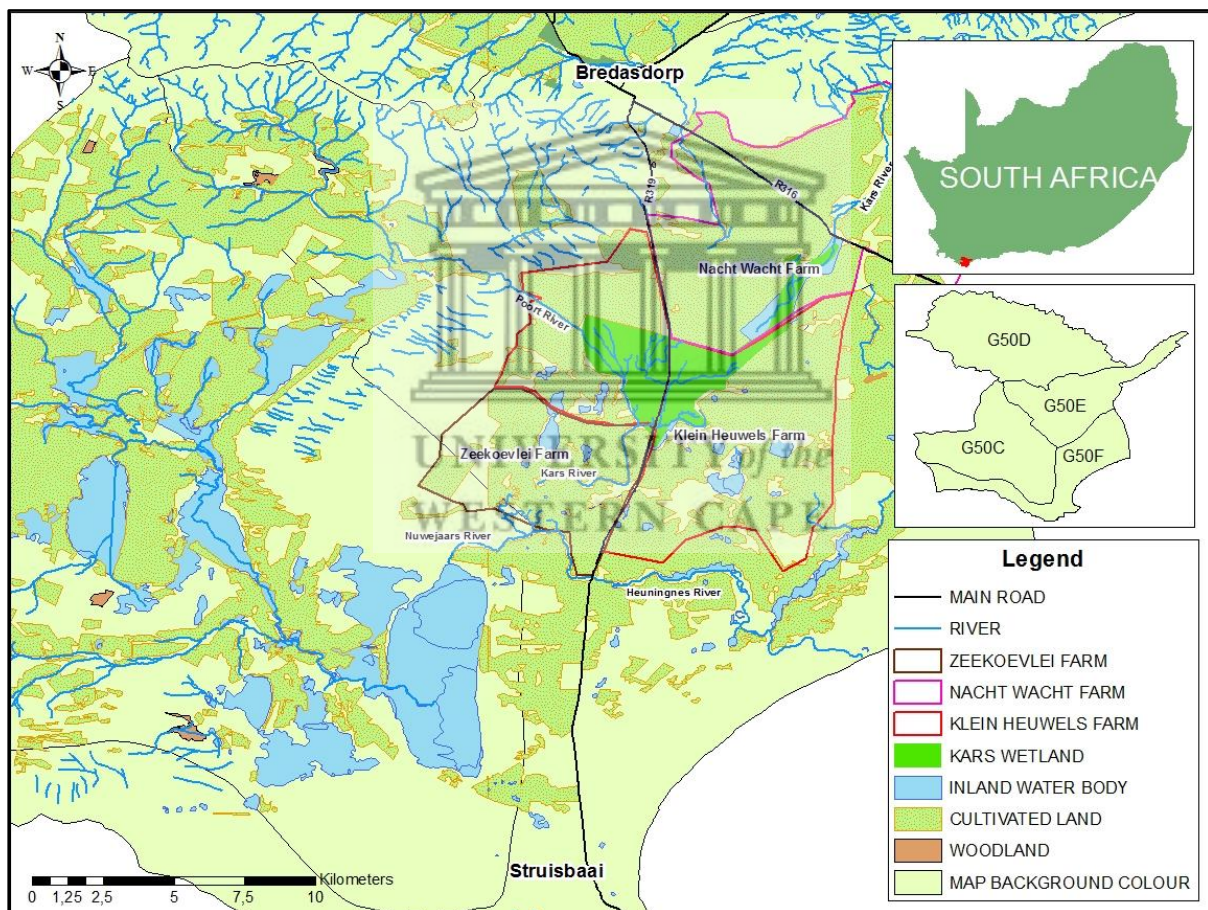 N
W E
S
Bredasdorp
R319
R316
Kars River
Nacht Wacht Farm
Poort River
Klein Heuwels Farm
Zeekoevlei Farm
Kars River
Nuwejaars River
Heuningnes River
Struisbaai
UNIVERSITY of the
WESTERN CAPE
Kilometers
0 1,25 2,5 5 7,5 10
SOUTH AFRICA
G50D
G50E
G50C
G50F
Legend
MAIN ROAD
RIVER
ZEEKOEVLEI FARM
NACHT WACHT FARM
KLEIN HEUWELS FARM
KARS WETLAND
INLAND WATER BODY
CULTIVATED LAND
WOODLAND
MAP BACKGROUND COLOUR